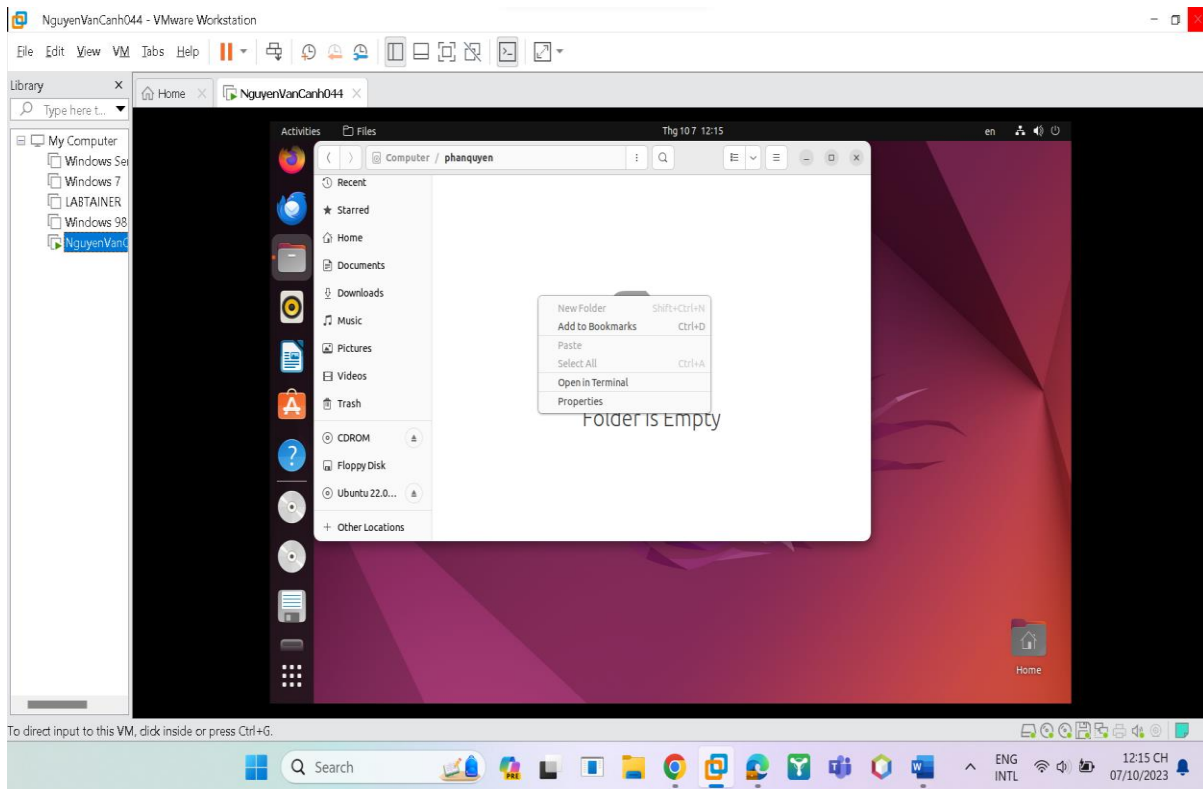 NguyenVanCanh044 - VMware Workstation
File Edit View VM Tabs Help
Library
Type here t...
My Computer
Windows Se
Windows 7
LABTAINER
Windows 98
NguyenVanC
Home
NguyenVanCanh044
Activities Files Thg 10 7 12:15 en
Computer / phanquyen
Recent
Starred
Home
Documents
Downloads
Music
Pictures
Videos
Trash
CDROM
Floppy Disk
Ubuntu 22.0...
+ Other Locations
New Folder Shift+Ctrl+N
Add to Bookmarks Ctrl+D
Paste
Select All Ctrl+A
Open in Terminal
Properties
Folder is Empty
Home
To direct input to this VM, click inside or press Ctrl+G.
Search
PRE
ENG
INTL
12:15 CH
07/10/2023